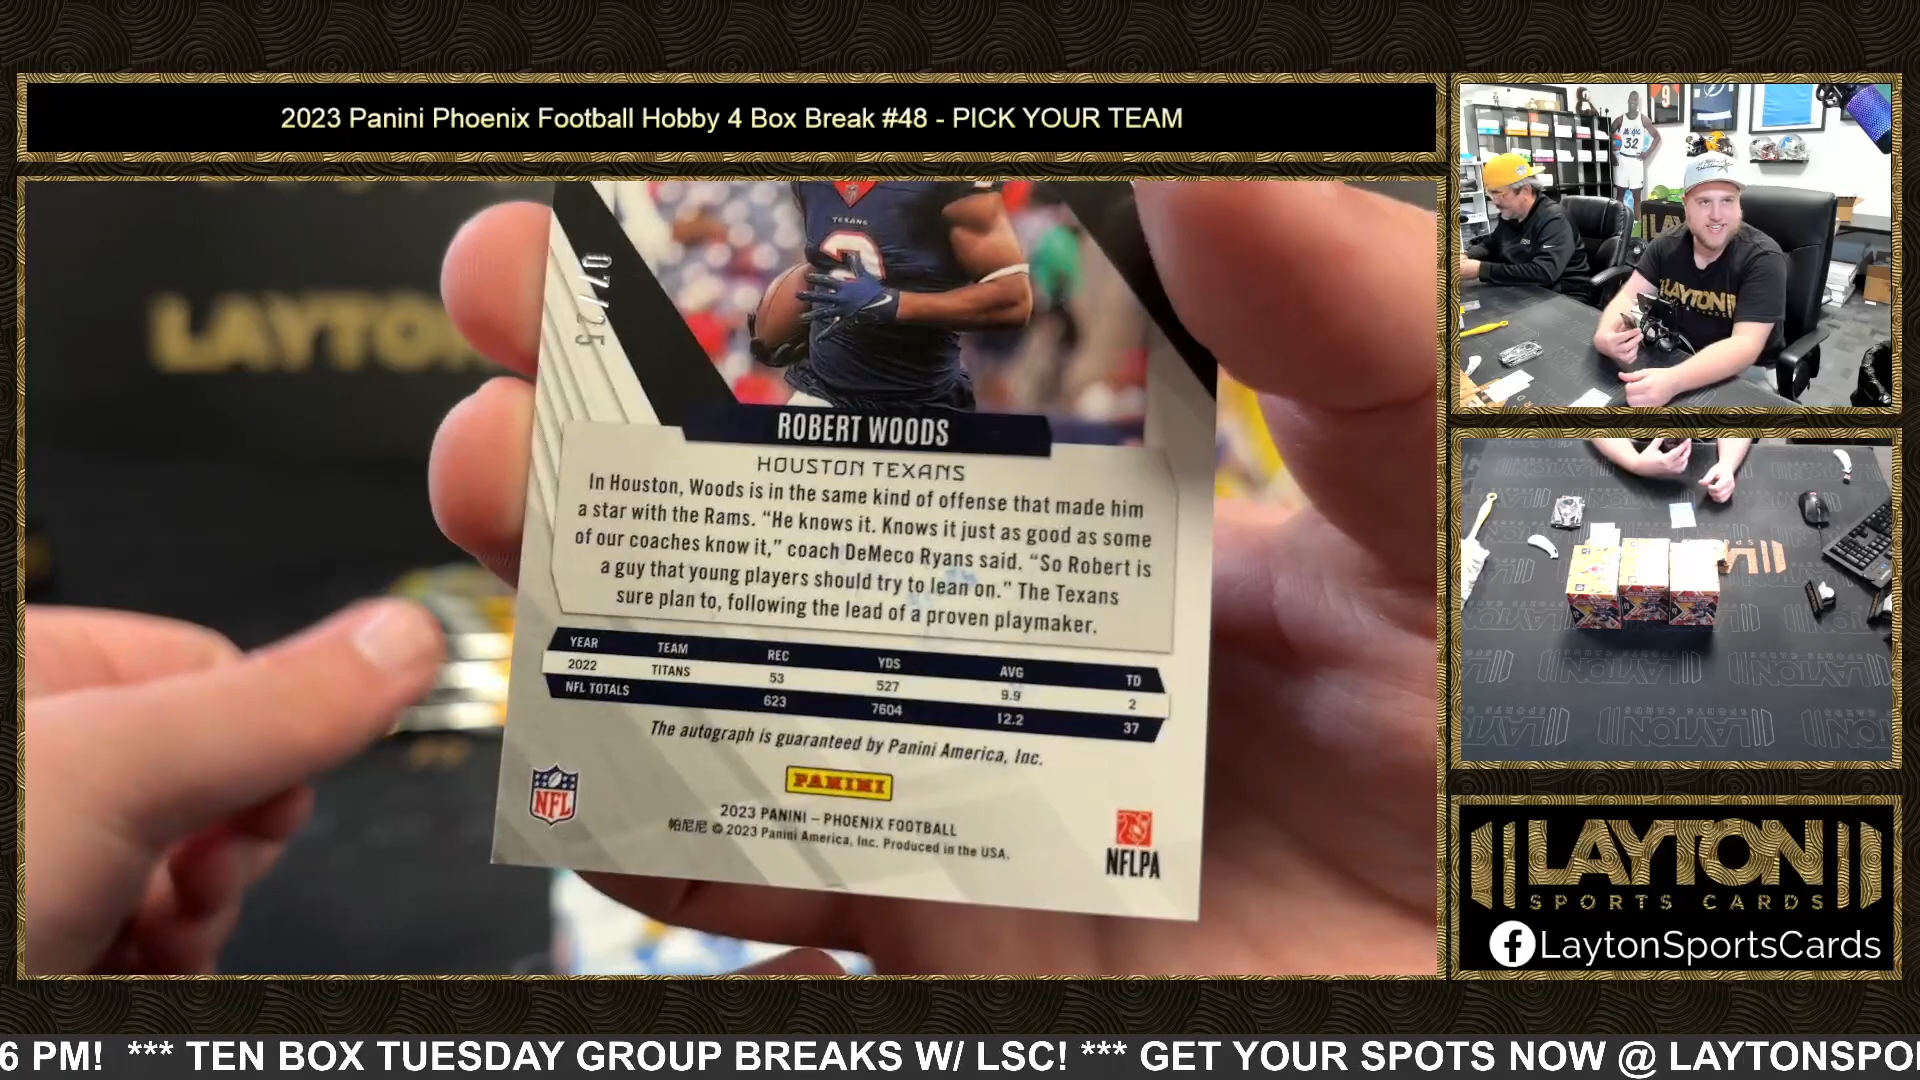 2023 Panini Phoenix Football Hobby 4 Box Break #48 - PICK YOUR TEAM
LAYTON
TEXANS
2
07/25
ROBERT WOODS
HOUSTON TEXANS
In Houston, Woods is in the same kind of offense that made him
a star with the Rams. “He knows it. Knows it just as good as some
of our coaches know it,” coach DeMeco Ryans said. “So Robert is
a guy that young players should try to lean on.” The Texans
sure plan to, following the lead of a proven playmaker.
YEAR TEAM REC YDS AVG TD
2022 TITANS 53 527 9.9 2
NFL TOTALS 623 7604 12.2 37
The autograph is guaranteed by Panini America, Inc.
PANINI
NFL
2023 PANINI – PHOENIX FOOTBALL
帕尼尼 © 2023 Panini America, Inc. Produced in the USA.
NFLPA
9
MAGIC
32
LAYTON
LAYTON
LAYTON
SPORTS CARDS
LaytonSportsCards
6 PM! *** TEN BOX TUESDAY GROUP BREAKS W/ LSC! *** GET YOUR SPOTS NOW @ LAYTONSPO